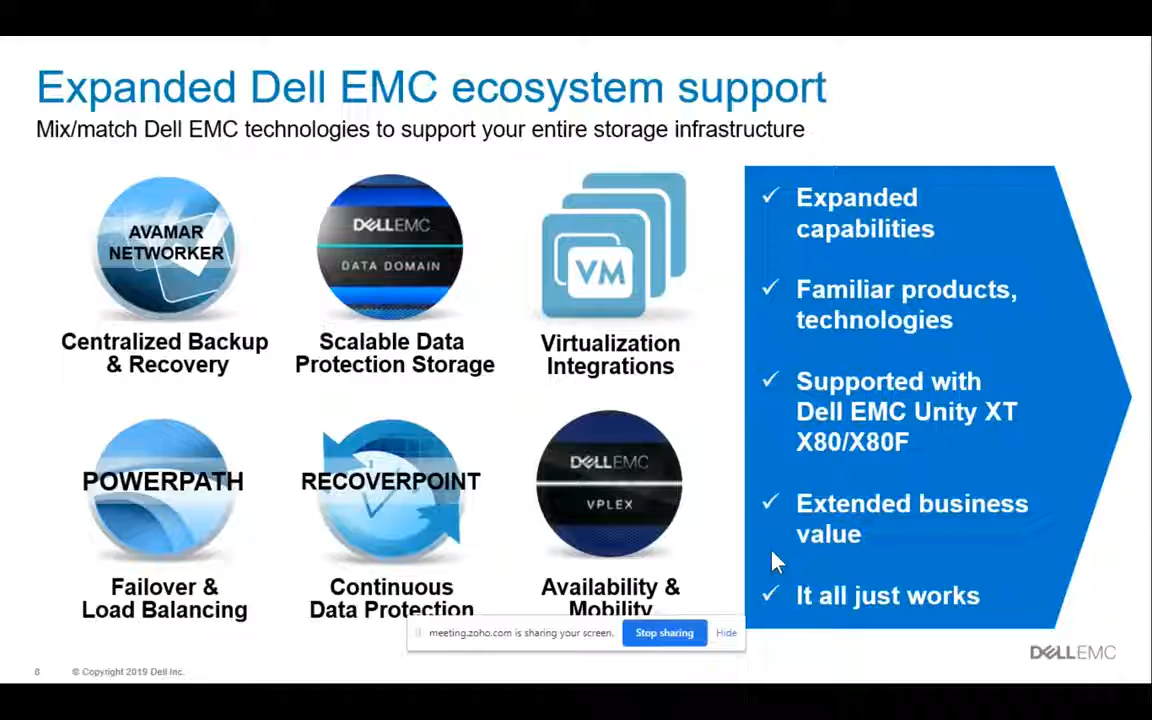 Expanded Dell EMC ecosystem support
Mix/match Dell EMC technologies to support your entire storage infrastructure
AVAMAR
NETWORKER
Centralized Backup
& Recovery
DELLEMC
DATA DOMAIN
Scalable Data
Protection Storage
VM
Virtualization
Integrations
POWERPATH
Failover &
Load Balancing
RECOVERPOINT
Continuous
Data Protection
DELLEMC
VPLEX
Availability &
Mobility
✓ Expanded
capabilities
✓ Familiar products,
technologies
✓ Supported with
Dell EMC Unity XT
X80/X80F
✓ Extended business
value
✓ It all just works
meeting.zoho.com is sharing your screen.
Stop sharing
Hide
8
© Copyright 2019 Dell Inc.
DELLEMC